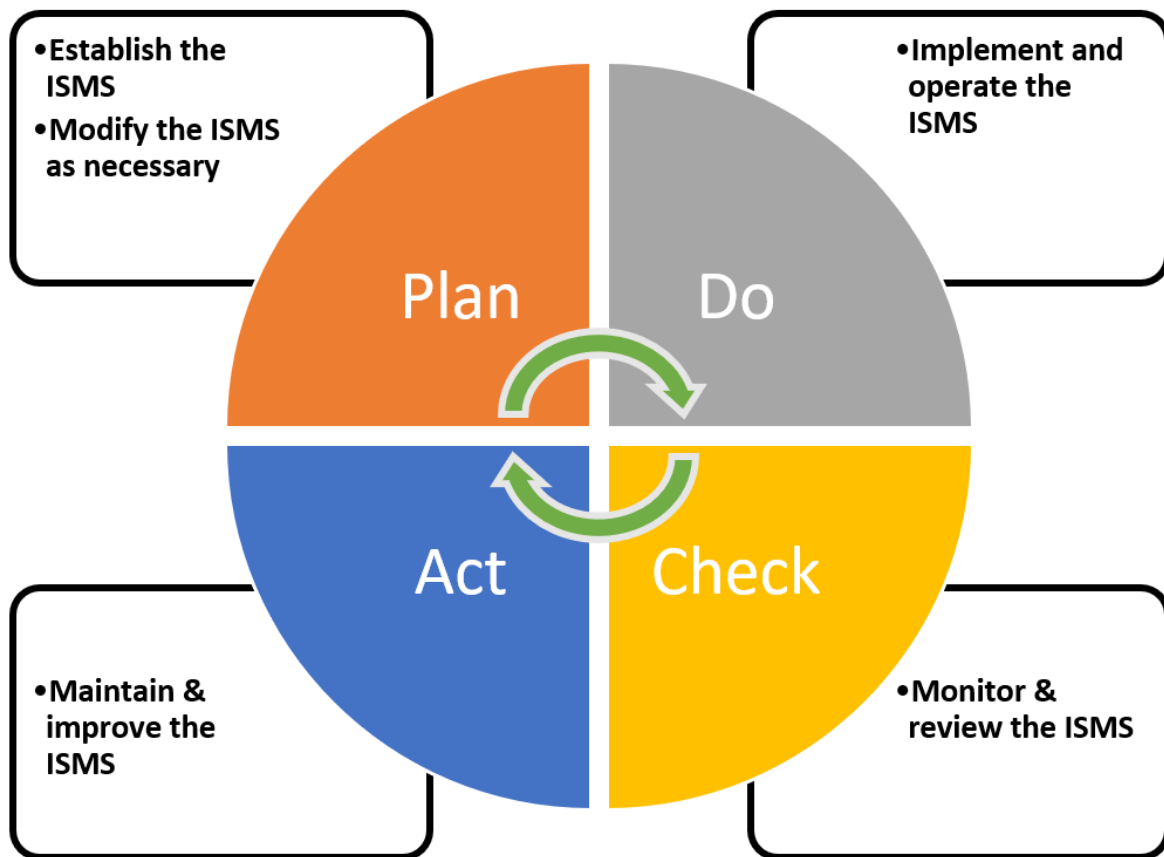 •Establish the
ISMS
•Modify the ISMS
as necessary
•Implement and
operate the
ISMS
Plan
Do
Act
Check
•Maintain &
improve the
ISMS
•Monitor &
review the ISMS